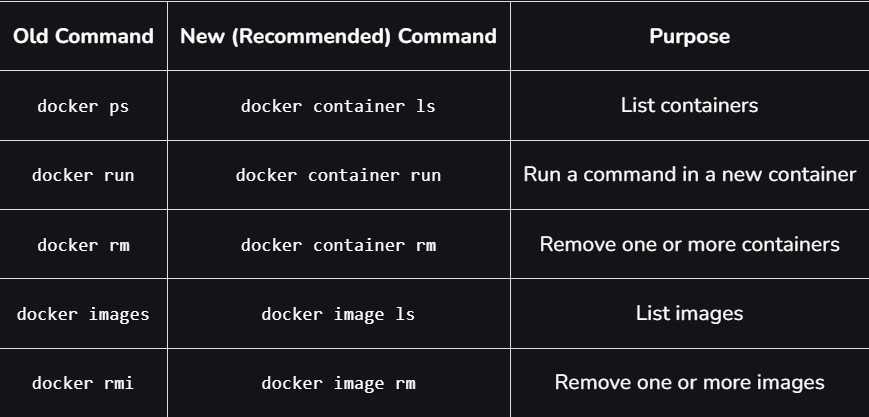 Old Command New (Recommended) Command Purpose
docker ps docker container ls List containers
docker run docker container run Run a command in a new container
docker rm docker container rm Remove one or more containers
docker images docker image ls List images
docker rmi docker image rm Remove one or more images